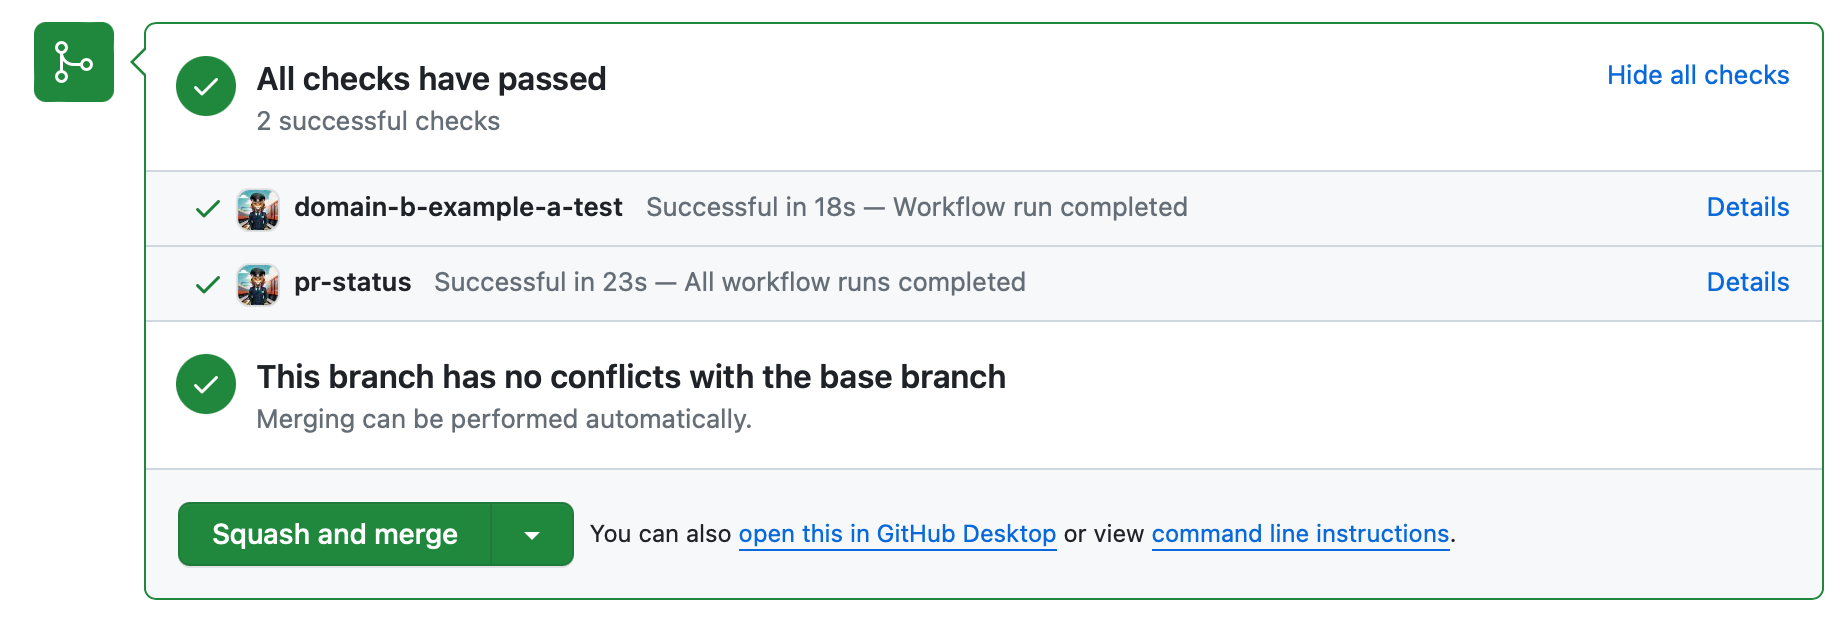 All checks have passed
Hide all checks
2 successful checks
domain-b-example-a-test Successful in 18s — Workflow run completed Details
pr-status Successful in 23s — All workflow runs completed Details
This branch has no conflicts with the base branch
Merging can be performed automatically.
Squash and merge You can also open this in GitHub Desktop or view command line instructions.